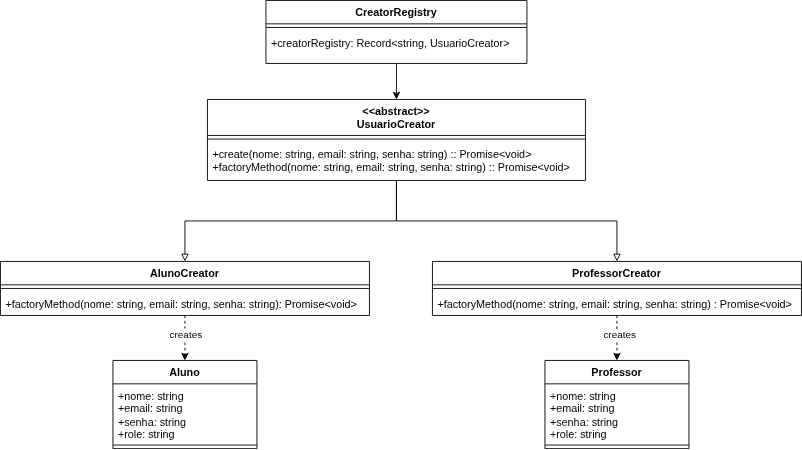 CreatorRegistry
+creatorRegistry: Record<string, UsuarioCreator>
<<abstract>>
UsuarioCreator
+create(nome: string, email: string, senha: string) :: Promise<void>
+factoryMethod(nome: string, email: string, senha: string) :: Promise<void>
AlunoCreator
+factoryMethod(nome: string, email: string, senha: string): Promise<void>
ProfessorCreator
+factoryMethod(nome: string, email: string, senha: string) : Promise<void>
creates
creates
Aluno
+nome: string
+email: string
+senha: string
+role: string
Professor
+nome: string
+email: string
+senha: string
+role: string